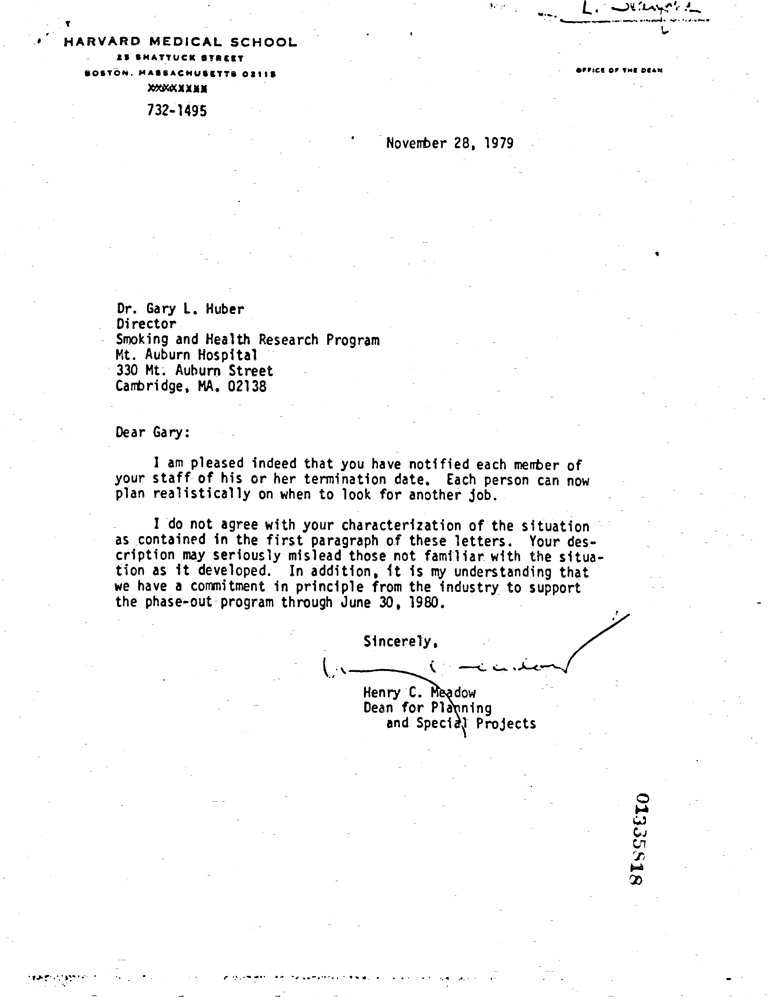 HARVARD MEDICAL SCHOOL
25 SHATTUCK STREET
BOSTON, MASSACHUSETTS 02115
OFFICE OF THE DEAN
732-1495
November 28, 1979
Dr. Gary L. Huber
Director
Smoking and Health Research Program
Mt. Auburn Hospital
330 Mt. Auburn Street
Cambridge, MA. 02138
Dear Gary:
I am pleased indeed that you have notified each member of
your staff of his or her termination date. Each person can now
plan realistically on when to look for another job.
I do not agree with your characterization of the situation
as contained in the first paragraph of these letters. Your des-
cription may seriously mislead those not familiar with the situa-
tion as it developed. In addition, it is my understanding that
we have a commitment in principle from the industry to support
the phase-out program through June 30, 1980.
Sincerely,
Henry C. Meadow
Dean for Planning
and Special Projects
01335818